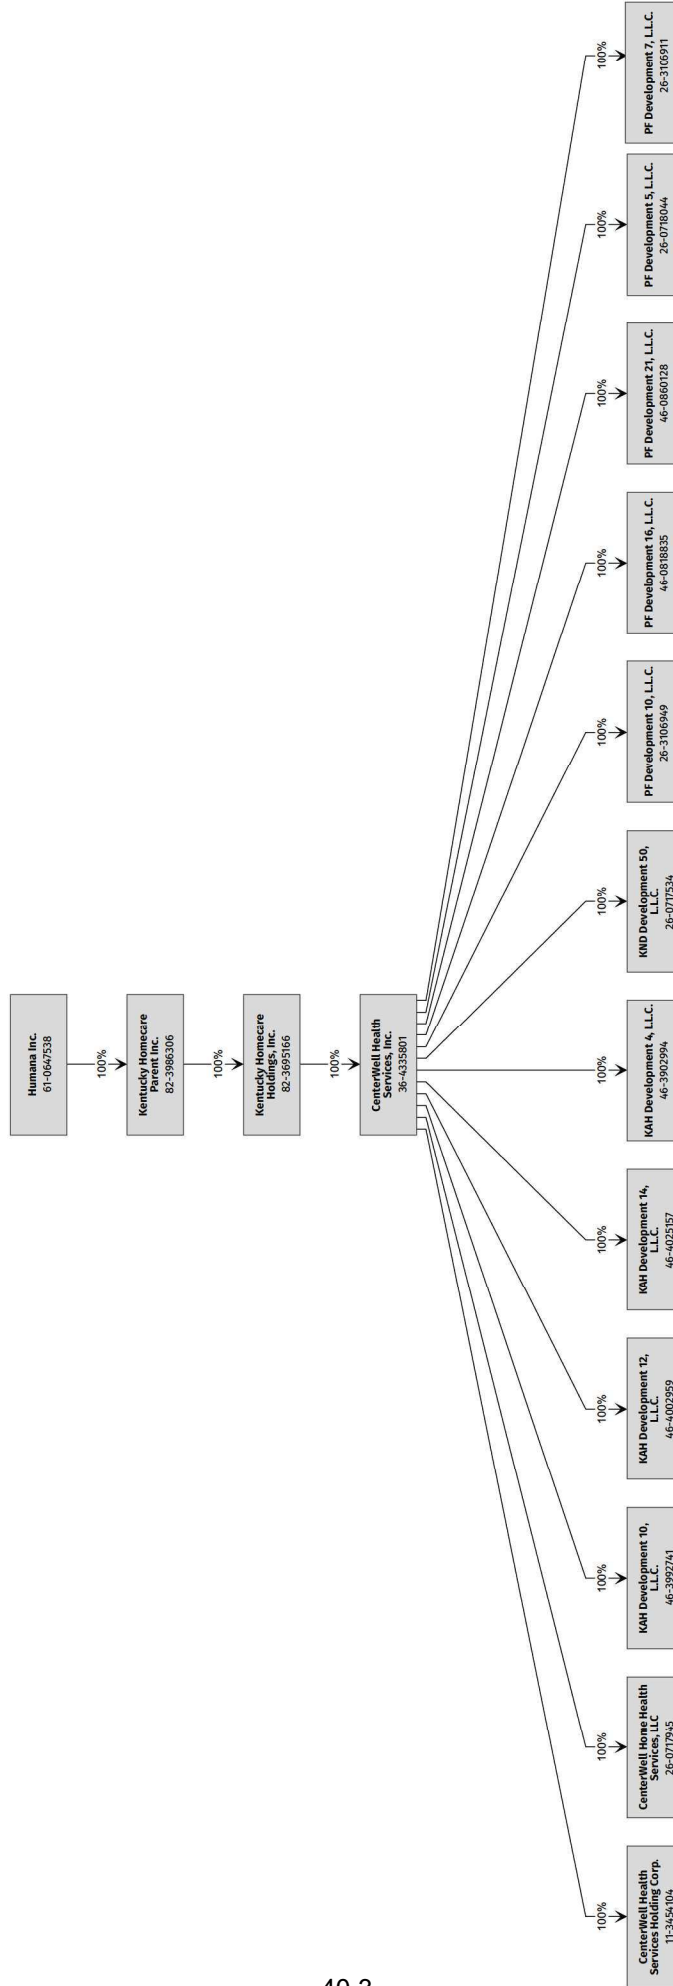 Humana Inc.
61-0647538
100%
Kentucky Homecare
Parent Inc.
82-3986306
100%
Kentucky Homecare
Holdings, Inc.
82-3695166
100%
CenterWell Health
Services, Inc.
36-4335801
100%
100%
100%
100%
100%
100%
100%
100%
100%
100%
100%
100%
CenterWell Health
Services Holding Corp.
11-3454104
CenterWell Home Health
Services, LLC
26-0717945
KAH Development 10,
L.L.C.
46-3992741
KAH Development 12,
L.L.C.
46-4002959
KAH Development 14,
L.L.C.
46-4025157
KAH Development 4, L.L.C.
46-3902994
KND Development 50,
L.L.C.
26-0717534
PF Development 10, L.L.C.
26-3106949
PF Development 16, L.L.C.
46-0818835
PF Development 21, L.L.C.
46-0860128
PF Development 5, L.L.C.
26-0718044
PF Development 7, L.L.C.
26-3106911